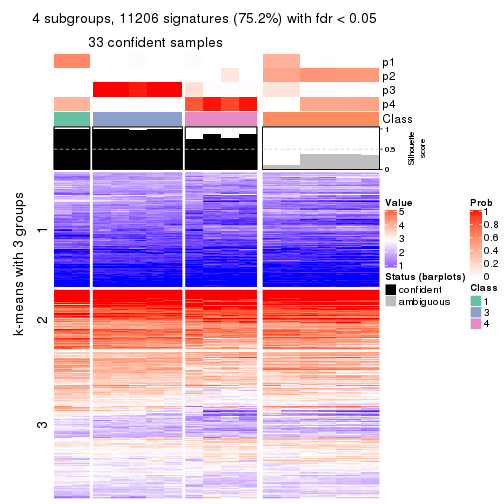 4 subgroups, 11206 signatures (75.2%) with fdr < 0.05
33 confident samples
p1
p2
p3
p4
Class
1
0.5
0
Silhouette
score
k-means with 3 groups
1
2
3
Value
5
4
3
2
1
Status (barplots)
confident
ambiguous
Prob
1
0.8
0.6
0.4
0.2
0
Class
1
3
4